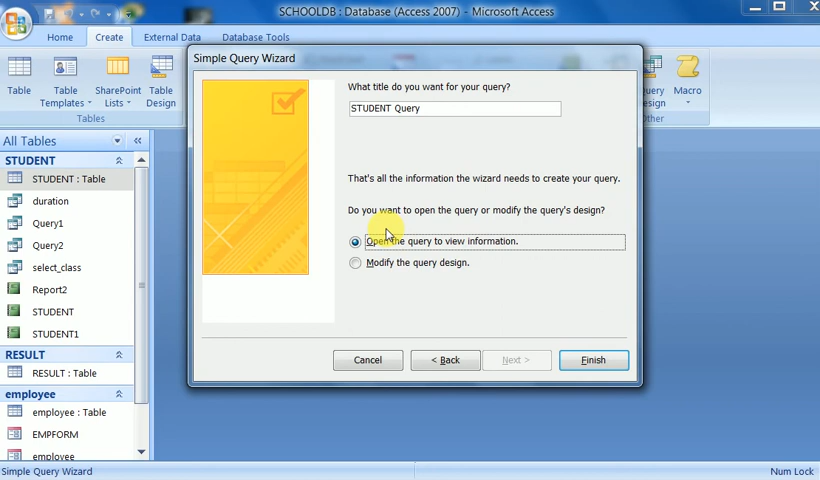 SCHOOLDB : Database (Access 2007) - Microsoft Access
Home Create External Data Database Tools
Table Table Templates SharePoint Lists Table Design
Query Design Macro
Tables
Other
All Tables
STUDENT
STUDENT : Table
duration
Query1
Query2
select_class
Report2
STUDENT
STUDENT1
RESULT
RESULT : Table
employee
employee : Table
EMPFORM
employee
Simple Query Wizard
What title do you want for your query?
STUDENT Query
That's all the information the wizard needs to create your query.
Do you want to open the query or modify the query's design?
Open the query to view information.
Modify the query design.
Cancel < Back Next > Finish
Simple Query Wizard
Num Lock